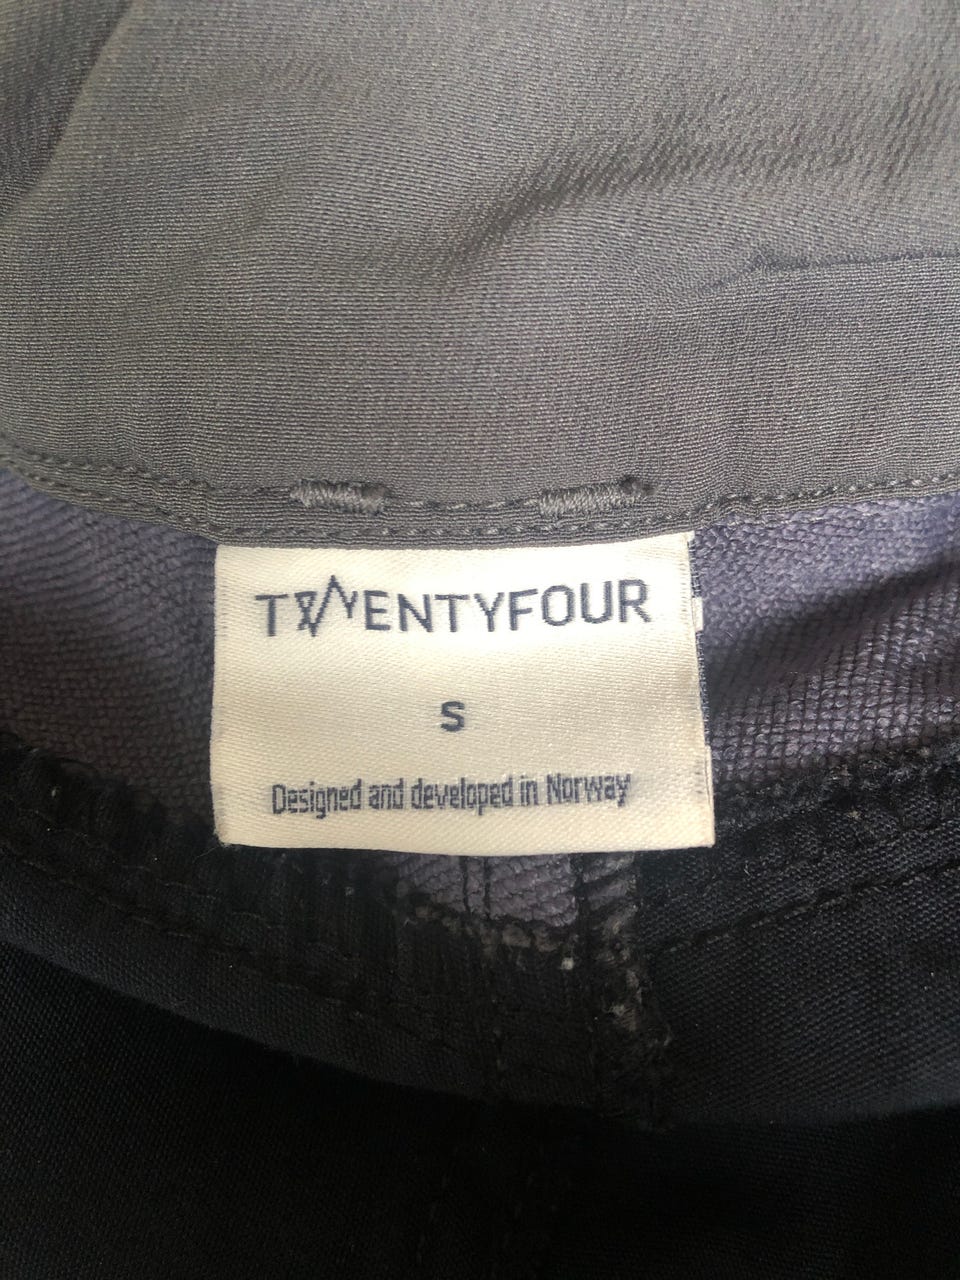 TWENTYFOUR
S
Designed and developed in Norway